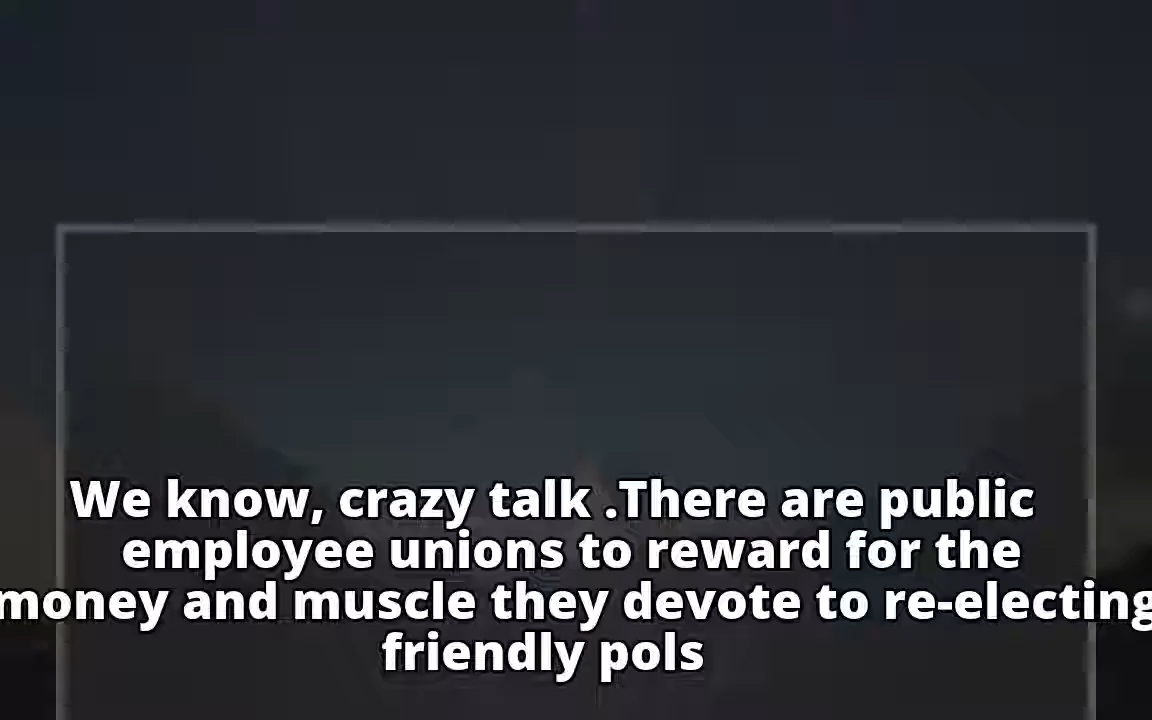 We know, crazy talk .There are public
employee unions to reward for the
money and muscle they devote to re-electing
friendly pols